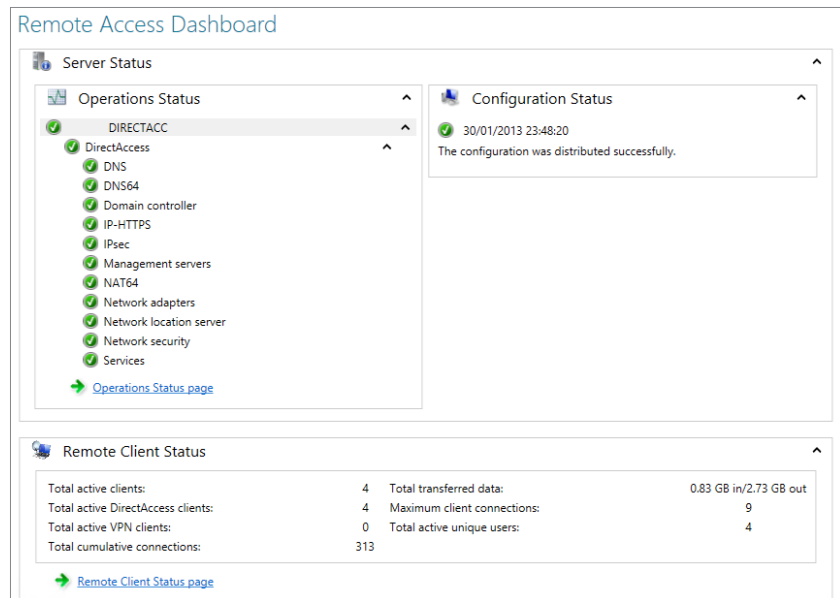 Remote Access Dashboard
Server Status
Operations Status
DIRECTACC
DirectAccess
DNS
DNS64
Domain controller
IP-HTTPS
IPsec
Management servers
NAT64
Network adapters
Network location server
Network security
Services
Operations Status page
Configuration Status
30/01/2013 23:48:20
The configuration was distributed successfully.
Remote Client Status
Total active clients: 4 Total transferred data: 0.83 GB in/2.73 GB out
Total active DirectAccess clients: 4 Maximum client connections: 9
Total active VPN clients: 0 Total active unique users: 4
Total cumulative connections: 313
Remote Client Status page